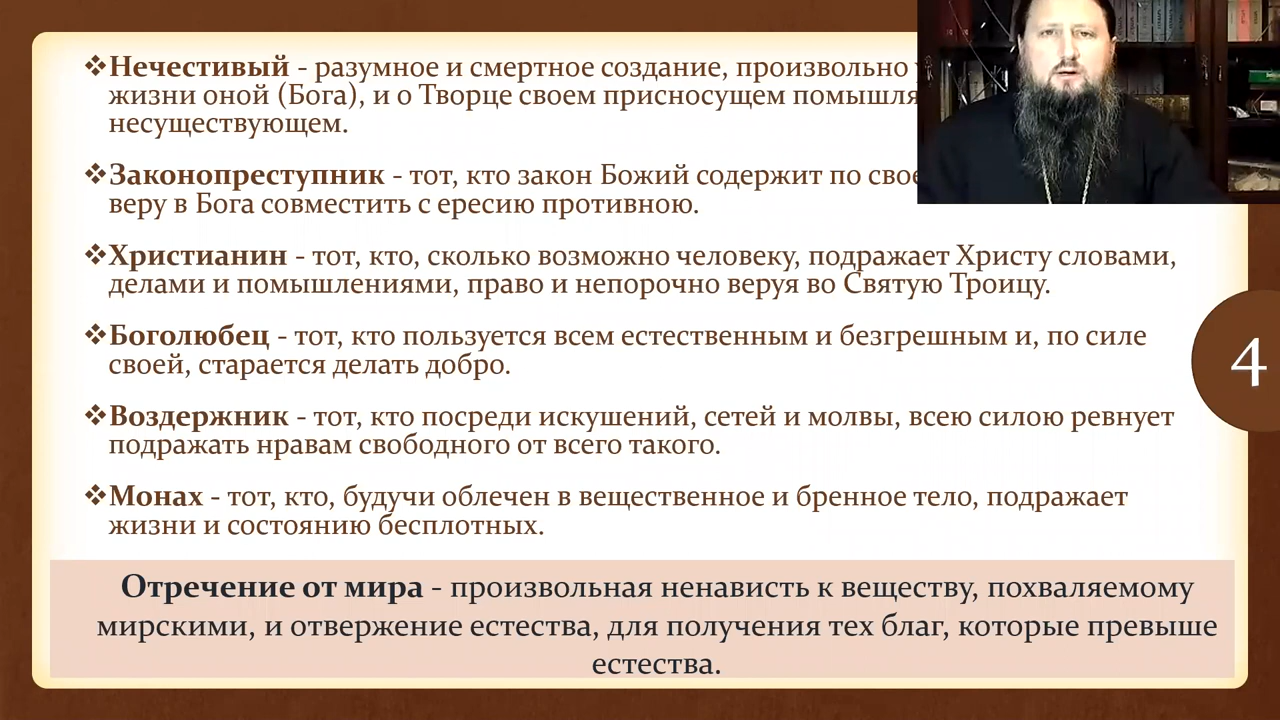 ❖Нечестивый - разумное и смертное создание, произвольно
жизни оной (Бога), и о Творце своем присносущем
несуществующем.
❖Законопреступник - тот, кто закон Божий содержит по
веру в Бога совместить с ересию противною.
❖Христианин - тот, кто, сколько возможно человеку, подражает Христу словами,
делами и помышлениями, право и непорочно веруя во Святую Троицу.
❖Боголюбец - тот, кто пользуется всем естественным и безгрешным и, по силе
своей, старается делать добро.
❖Воздержник - тот, кто посреди искушений, сетей и молвы, всею силою ревнует
подражать нравам свободного от всего такого.
❖Монах - тот, кто, будучи облечен в вещественное и бренное тело, подражает
жизни и состоянию бесплотных.
4
Отречение от мира - произвольная ненависть к веществу, похваляемому
мирскими, и отвержение естества, для получения тех благ, которые превыше
естества.